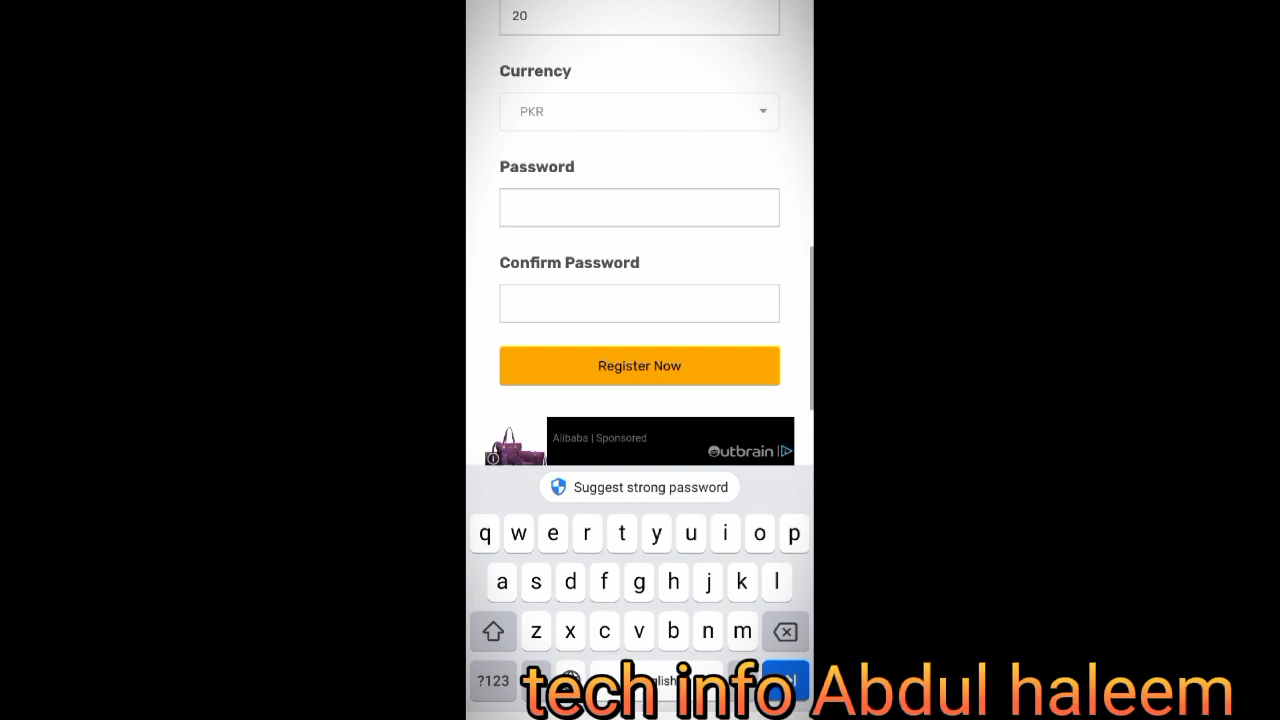 20
Currency
PKR
Password
Confirm Password
Register Now
Alibaba | Sponsored
Outbrain
Suggest strong password
q w e r t y u i o p
a s d f g h j k l
z x c v b n m
?123
tech info Abdul haleem